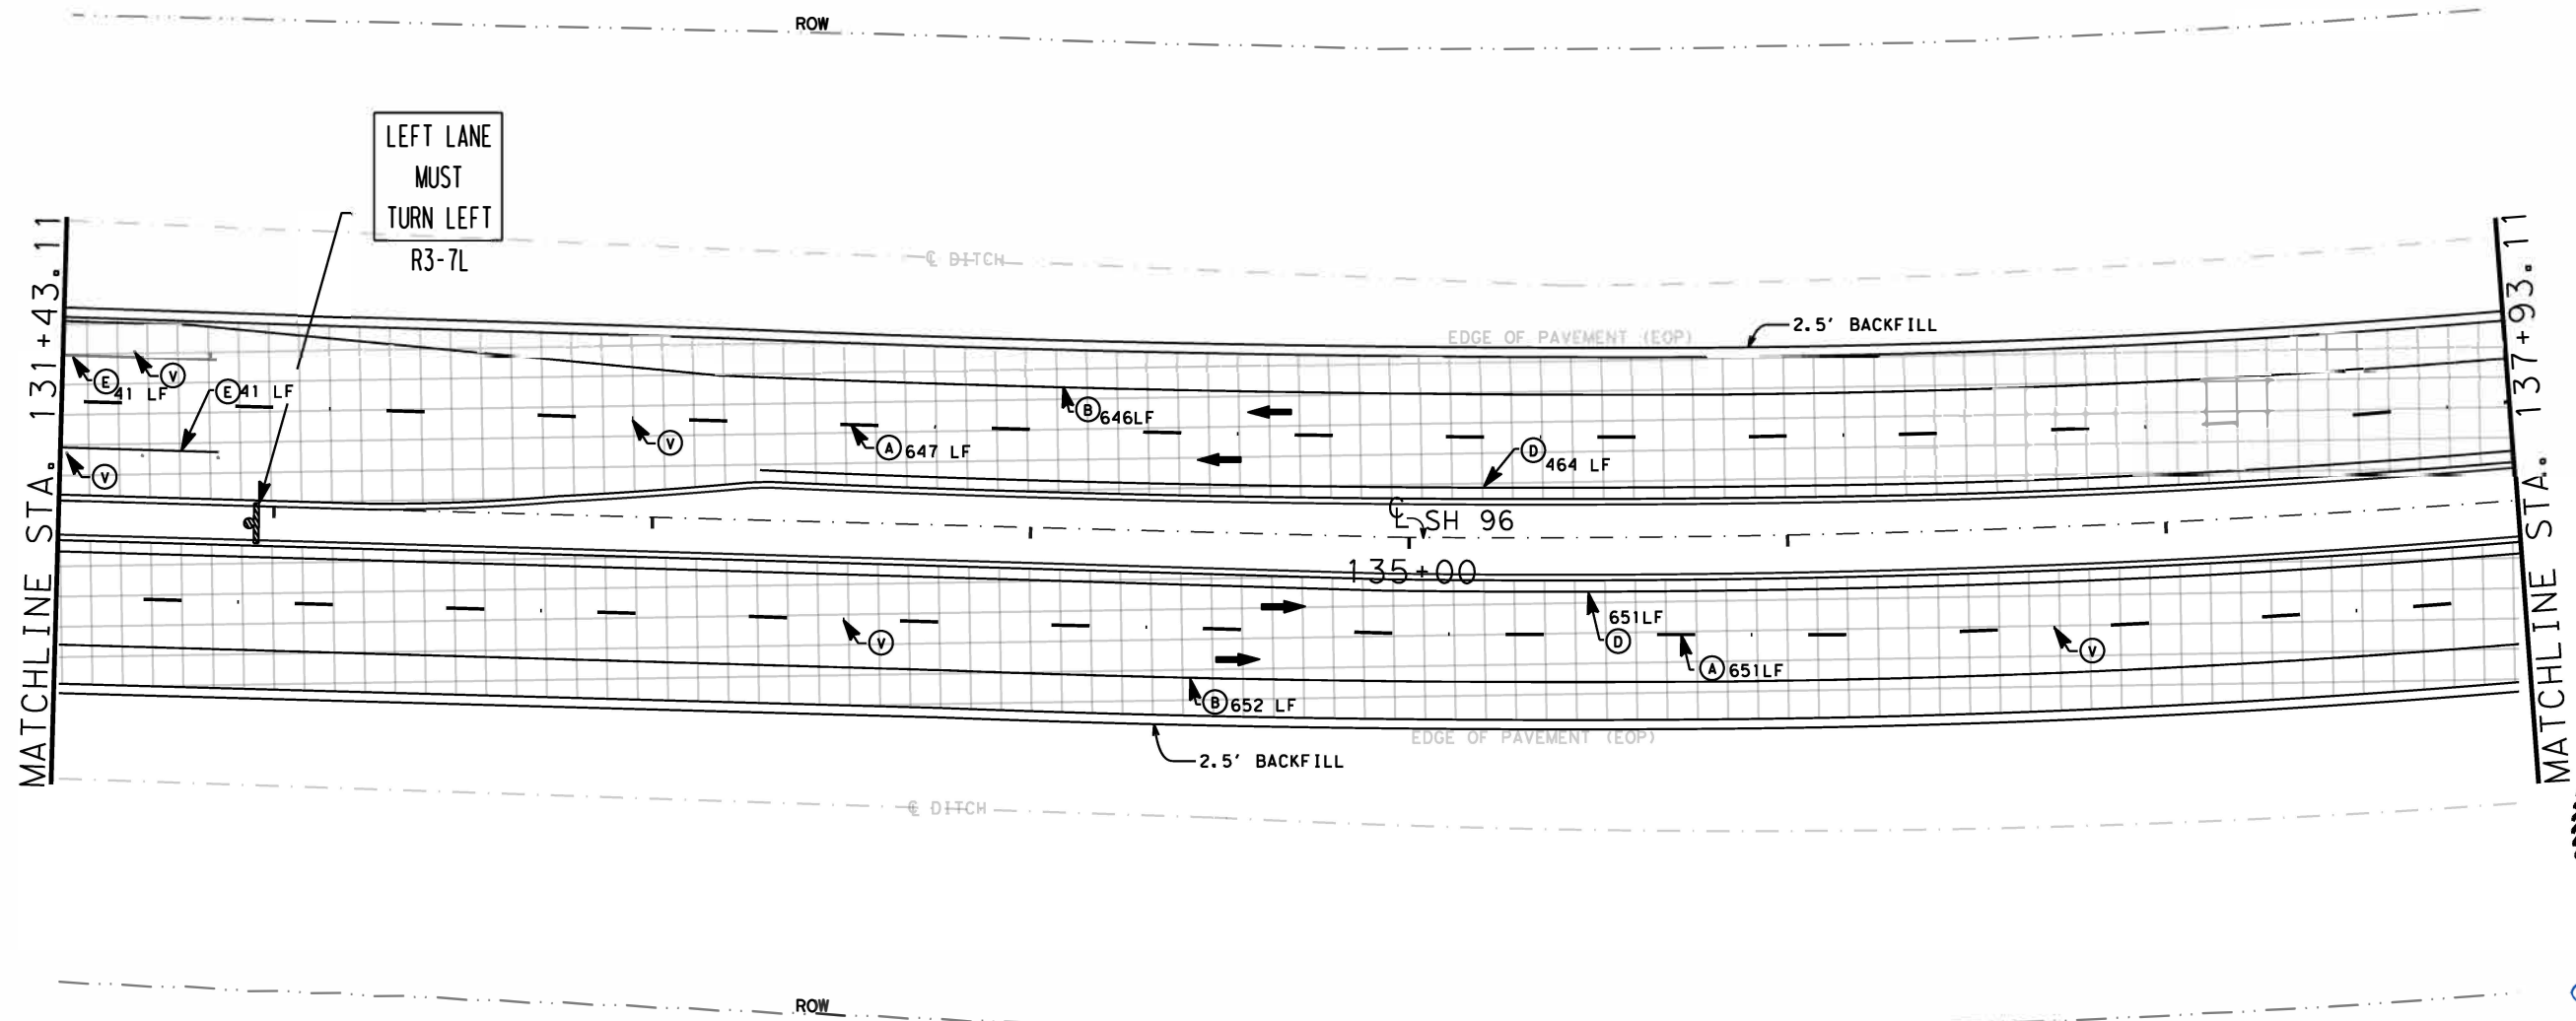 ROW
LEFT LANE
MUST
TURN LEFT
R3-7L
MATCHLINE STA. 131+43.11
MATCHLINE STA. 137+93.11
℄ DITCH
EDGE OF PAVEMENT (EOP)
2.5' BACKFILL
E 41 LF
V
E 41 LF
V
V
A 647 LF
B 646LF
D 464 LF
℄ SH 96
135+00
V
651LF
D
A 651LF
V
B 652 LF
EDGE OF PAVEMENT (EOP)
2.5' BACKFILL
℄ DITCH
ROW